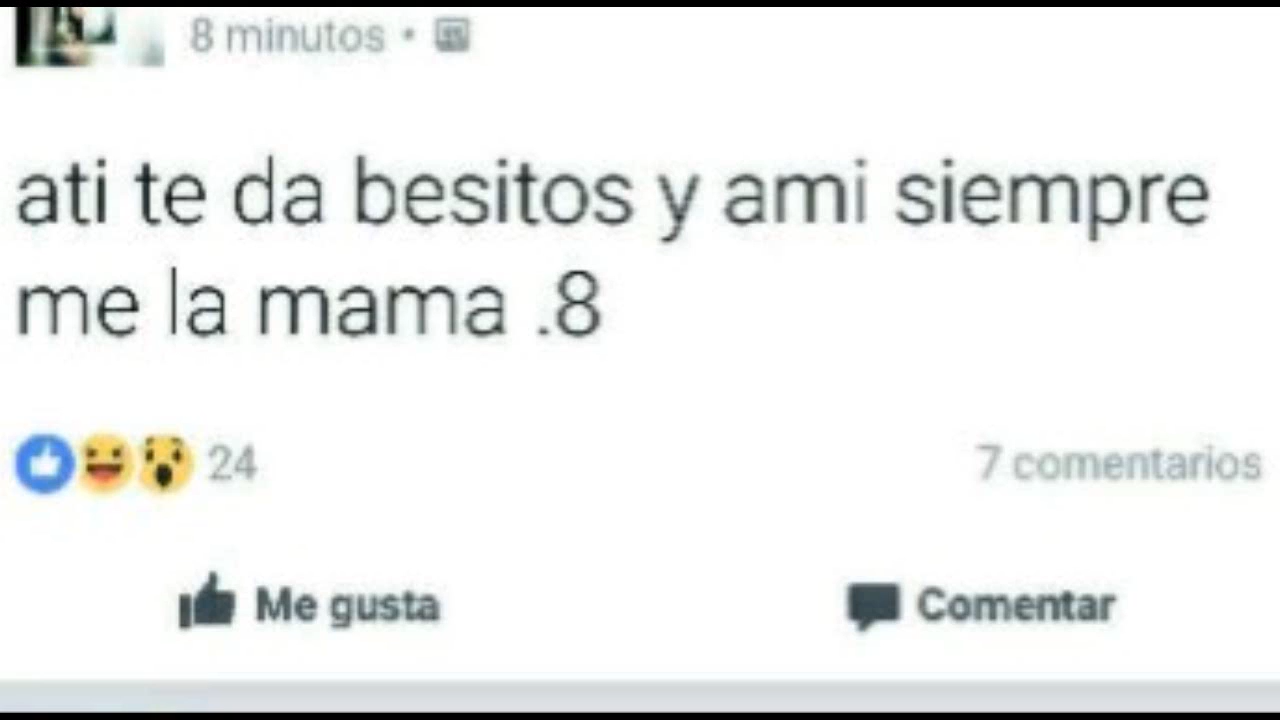 8 minutos •
ati te da besitos y ami siempre
me la mama .8
24
7 comentarios
Me gusta
Comentar